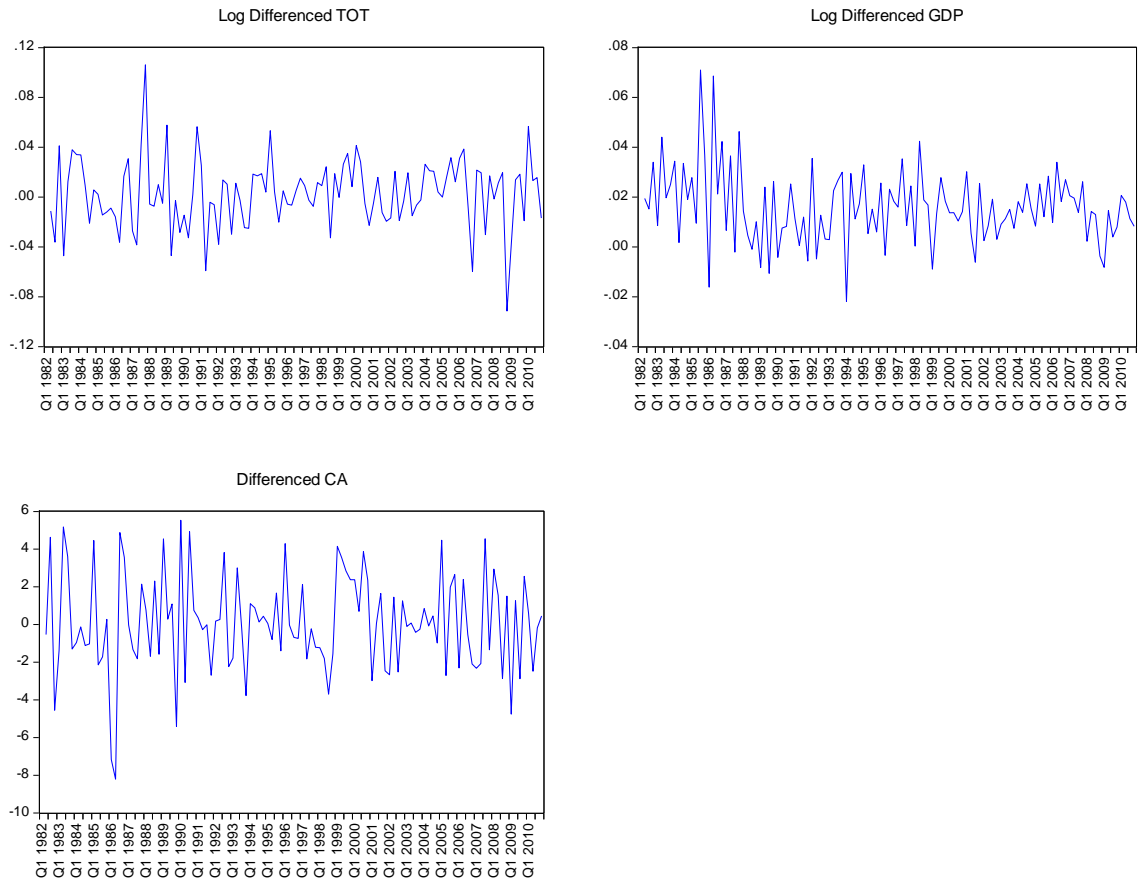 Log Differenced TOT
.12
.08
.04
.00
-.04
-.08
-.12
Q1 1982
Q1 1983
Q1 1984
Q1 1985
Q1 1986
Q1 1987
Q1 1988
Q1 1989
Q1 1990
Q1 1991
Q1 1992
Q1 1993
Q1 1994
Q1 1995
Q1 1996
Q1 1997
Q1 1998
Q1 1999
Q1 2000
Q1 2001
Q1 2002
Q1 2003
Q1 2004
Q1 2005
Q1 2006
Q1 2007
Q1 2008
Q1 2009
Q1 2010
Log Differenced GDP
.08
.06
.04
.02
.00
-.02
-.04
Q1 1982
Q1 1983
Q1 1984
Q1 1985
Q1 1986
Q1 1987
Q1 1988
Q1 1989
Q1 1990
Q1 1991
Q1 1992
Q1 1993
Q1 1994
Q1 1995
Q1 1996
Q1 1997
Q1 1998
Q1 1999
Q1 2000
Q1 2001
Q1 2002
Q1 2003
Q1 2004
Q1 2005
Q1 2006
Q1 2007
Q1 2008
Q1 2009
Q1 2010
Differenced CA
6
4
2
0
-2
-4
-6
-8
-10
Q1 1982
Q1 1983
Q1 1984
Q1 1985
Q1 1986
Q1 1987
Q1 1988
Q1 1989
Q1 1990
Q1 1991
Q1 1992
Q1 1993
Q1 1994
Q1 1995
Q1 1996
Q1 1997
Q1 1998
Q1 1999
Q1 2000
Q1 2001
Q1 2002
Q1 2003
Q1 2004
Q1 2005
Q1 2006
Q1 2007
Q1 2008
Q1 2009
Q1 2010